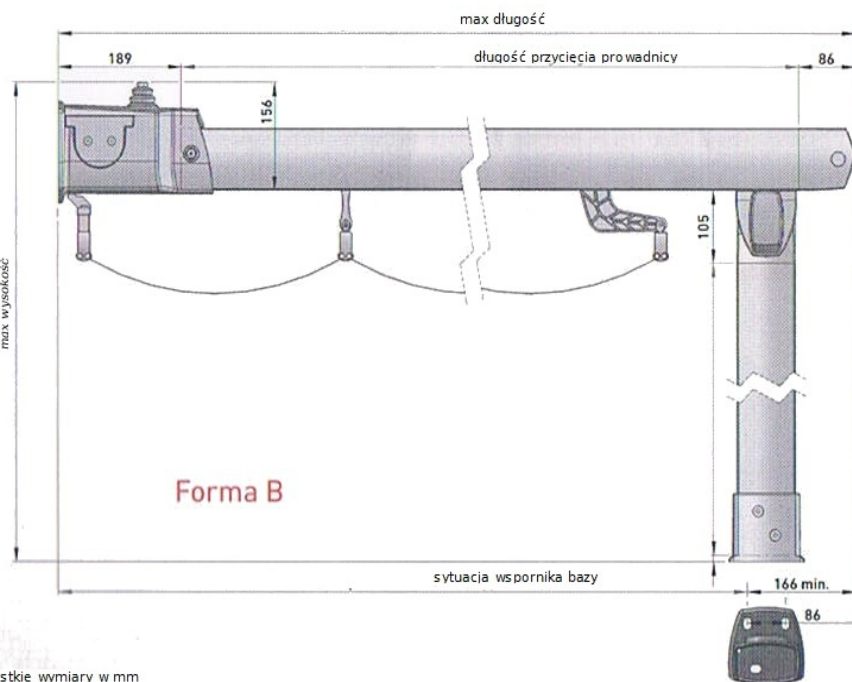 max długość
189
długość przycięcia prowadnicy
86
156
105
max wysokość
Forma B
sytuacja wspornika bazy
166 min.
86
stkie wymiary w mm